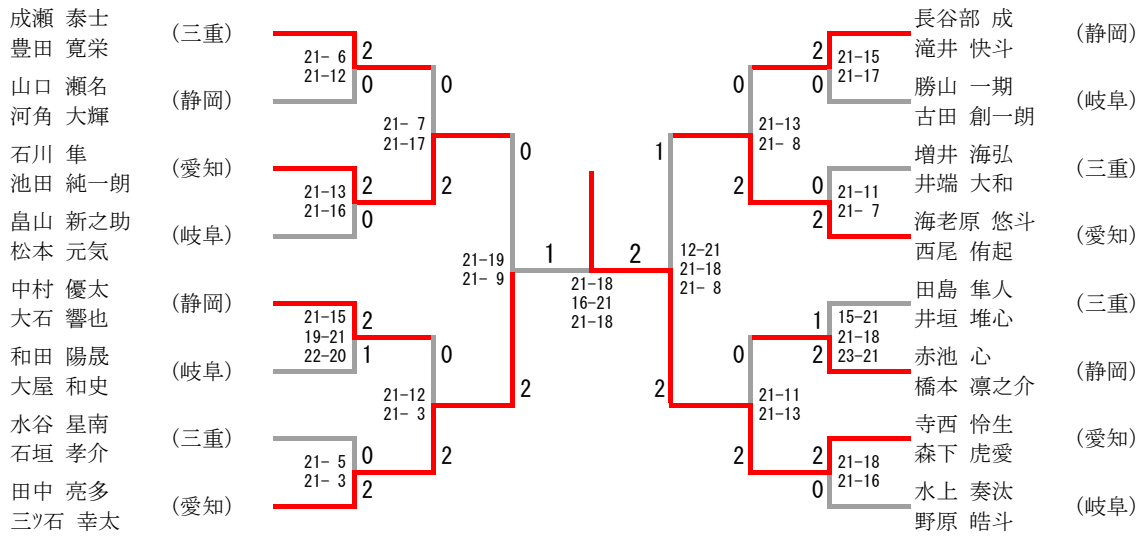 成瀬 泰士
豊田 寛栄
(三重)
山口 瀬名
河角 大輝
(静岡)
石川 隼
池田 純一朗
(愛知)
畠山 新之助
松本 元気
(岐阜)
中村 優太
大石 響也
(静岡)
和田 陽晟
大屋 和史
(岐阜)
水谷 星南
石垣 孝介
(三重)
田中 亮多
三ツ石 幸太
(愛知)
21- 6
21-12
2
0
21-13
21-16
2
0
21-15
19-21
22-20
2
1
21- 5
21- 3
0
2
21- 7
21-17
0
2
21-12
21- 3
0
2
21-19
21- 9
0
2
1
2
21-18
16-21
21-18
1
2
12-21
21-18
21- 8
0
2
21-13
21- 8
0
2
21-11
21-13
2
0
21-15
21-17
0
2
21-11
21- 7
1
2
15-21
21-18
23-21
2
0
21-18
21-16
長谷部 成
滝井 快斗
(静岡)
勝山 一期
古田 創一朗
(岐阜)
増井 海弘
井端 大和
(三重)
海老原 悠斗
西尾 侑起
(愛知)
田島 隼人
井垣 堆心
(三重)
赤池 心
橋本 凛之介
(静岡)
寺西 怜生
森下 虎愛
(愛知)
水上 奏汰
野原 皓斗
(岐阜)